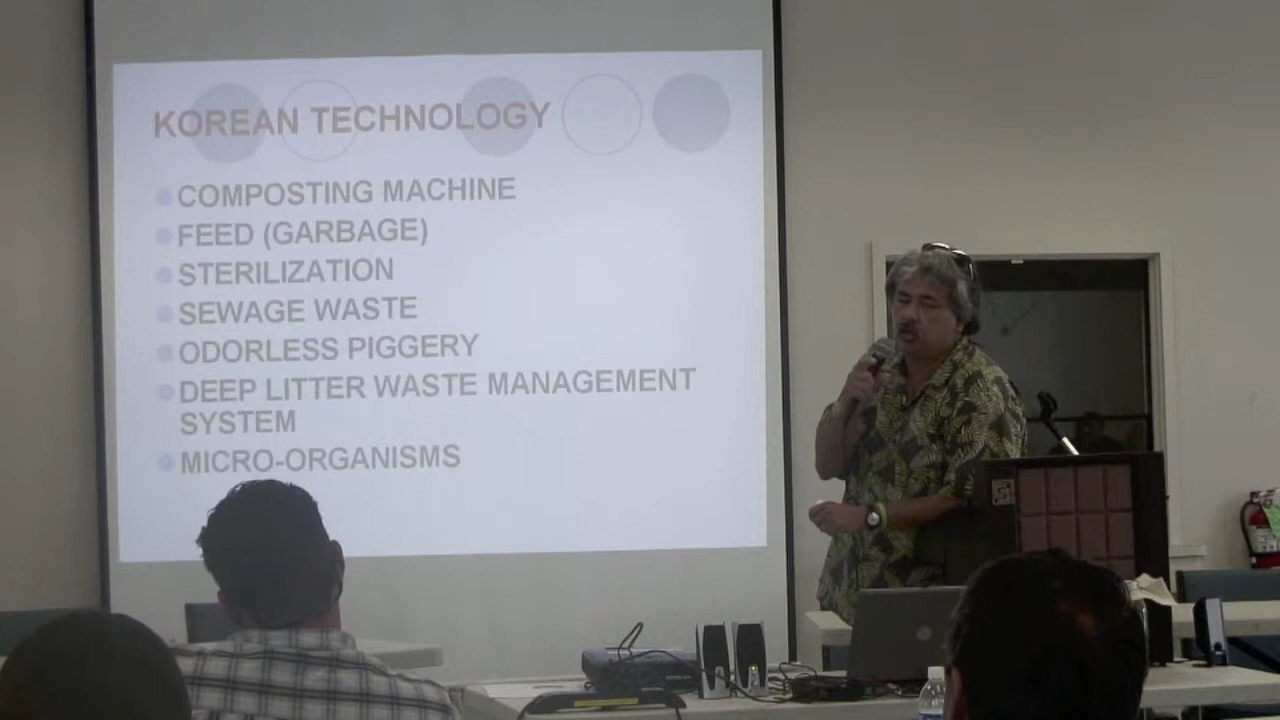 KOREAN TECHNOLOGY
COMPOSTING MACHINE
FEED (GARBAGE)
STERILIZATION
SEWAGE WASTE
ODORLESS PIGGERY
DEEP LITTER WASTE MANAGEMENT
SYSTEM
MICRO-ORGANISMS